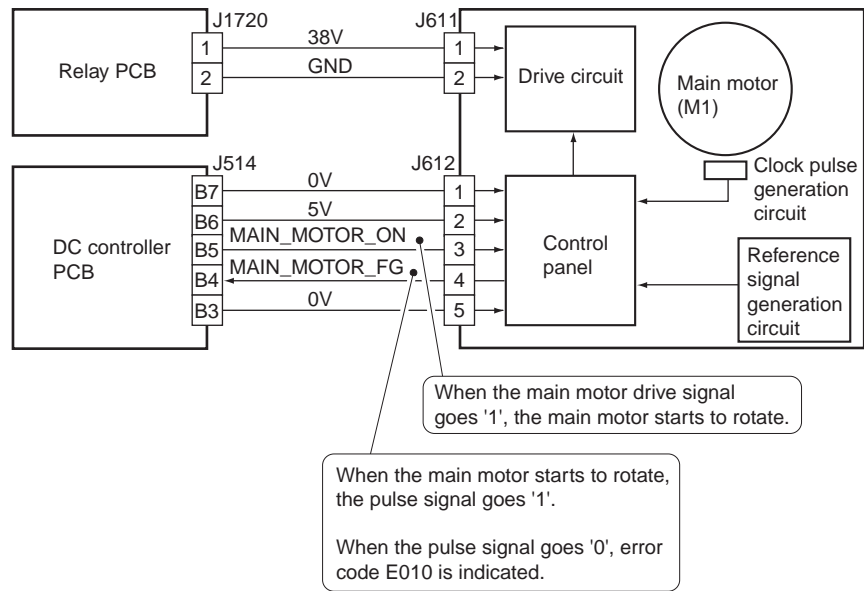 J1720
J611
Relay PCB
1
38V
1
2
GND
2
Drive circuit
Main motor
(M1)
J514
J612
Clock pulse
generation
circuit
DC controller
PCB
B7
0V
1
B6
5V
2
B5
MAIN_MOTOR_ON
3
B4
MAIN_MOTOR_FG
4
B3
0V
5
Control
panel
Reference
signal
generation
circuit
When the main motor drive signal
goes '1', the main motor starts to rotate.
When the main motor starts to rotate,
the pulse signal goes '1'.
When the pulse signal goes '0', error
code E010 is indicated.